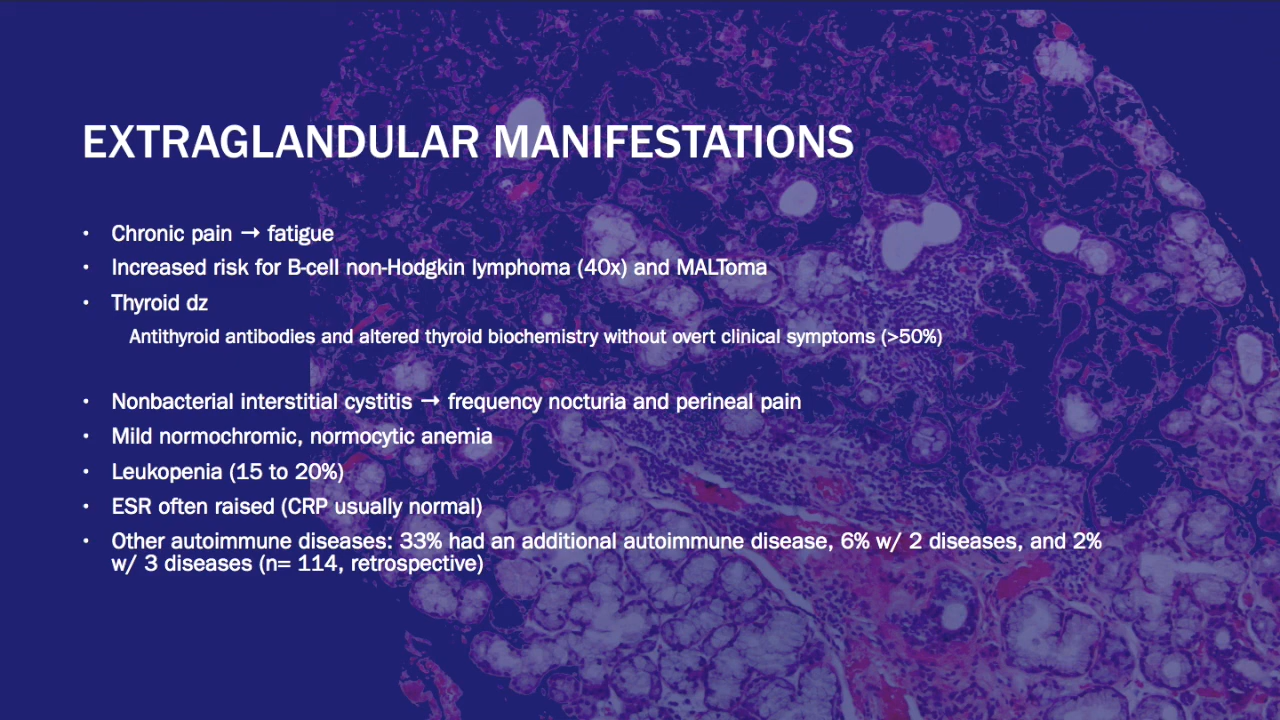 EXTRAGLANDULAR MANIFESTATIONS
• Chronic pain → fatigue
• Increased risk for B-cell non-Hodgkin lymphoma (40x) and MALToma
• Thyroid dz
Antithyroid antibodies and altered thyroid biochemistry without overt clinical symptoms (>50%)
• Nonbacterial interstitial cystitis → frequency nocturia and perineal pain
• Mild normochromic, normocytic anemia
• Leukopenia (15 to 20%)
• ESR often raised (CRP usually normal)
• Other autoimmune diseases: 33% had an additional autoimmune disease, 6% w/ 2 diseases, and 2%
w/ 3 diseases (n= 114, retrospective)